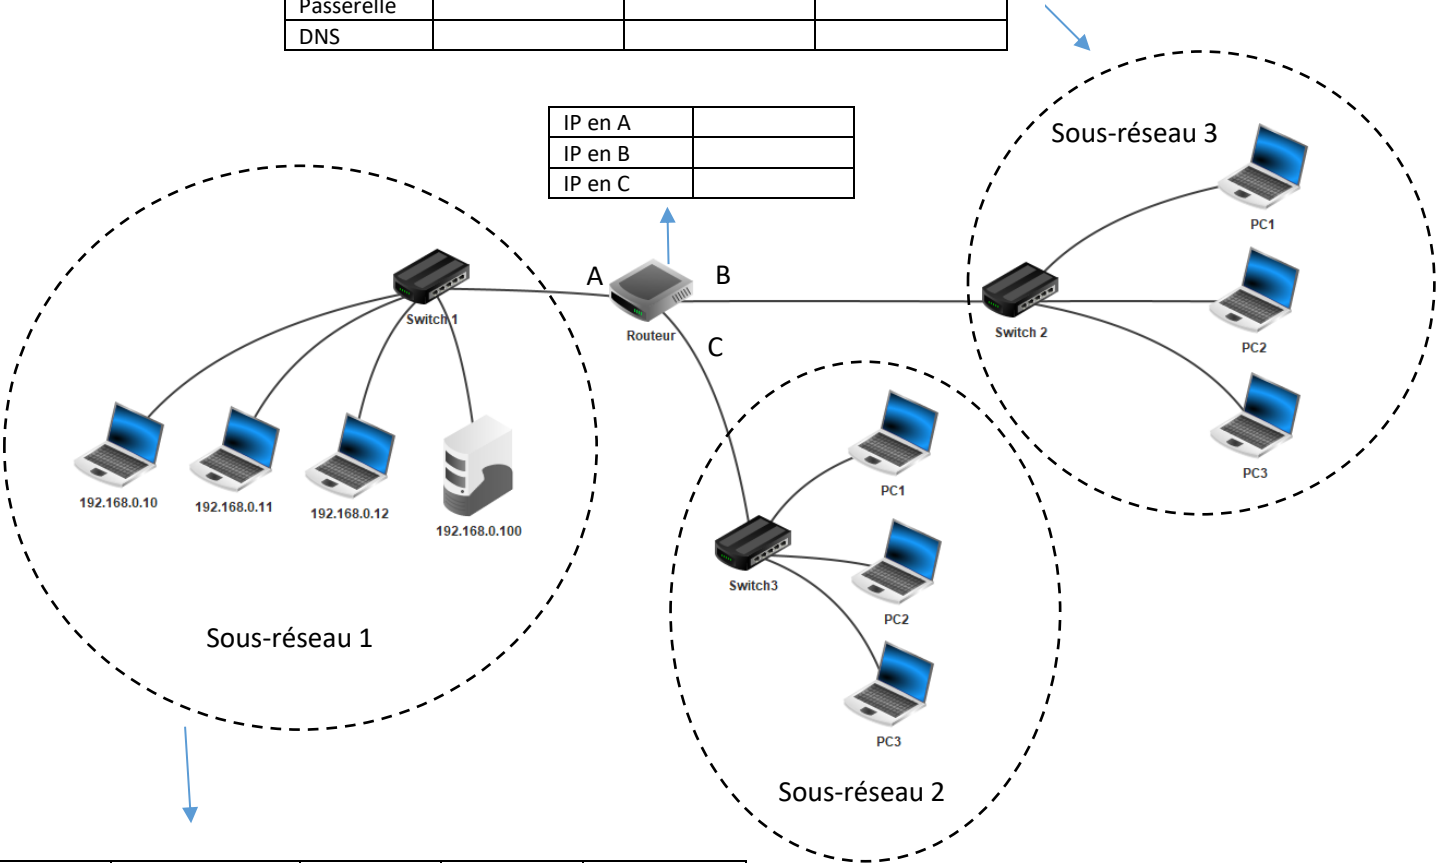 Passerelle
DNS
IP en A
IP en B
IP en C
Sous-réseau 3
PC1
A
B
Switch 1
Routeur
C
Switch 2
PC2
PC3
192.168.0.10
192.168.0.11
192.168.0.12
192.168.0.100
PC1
Switch3
PC2
PC3
Sous-réseau 1
Sous-réseau 2